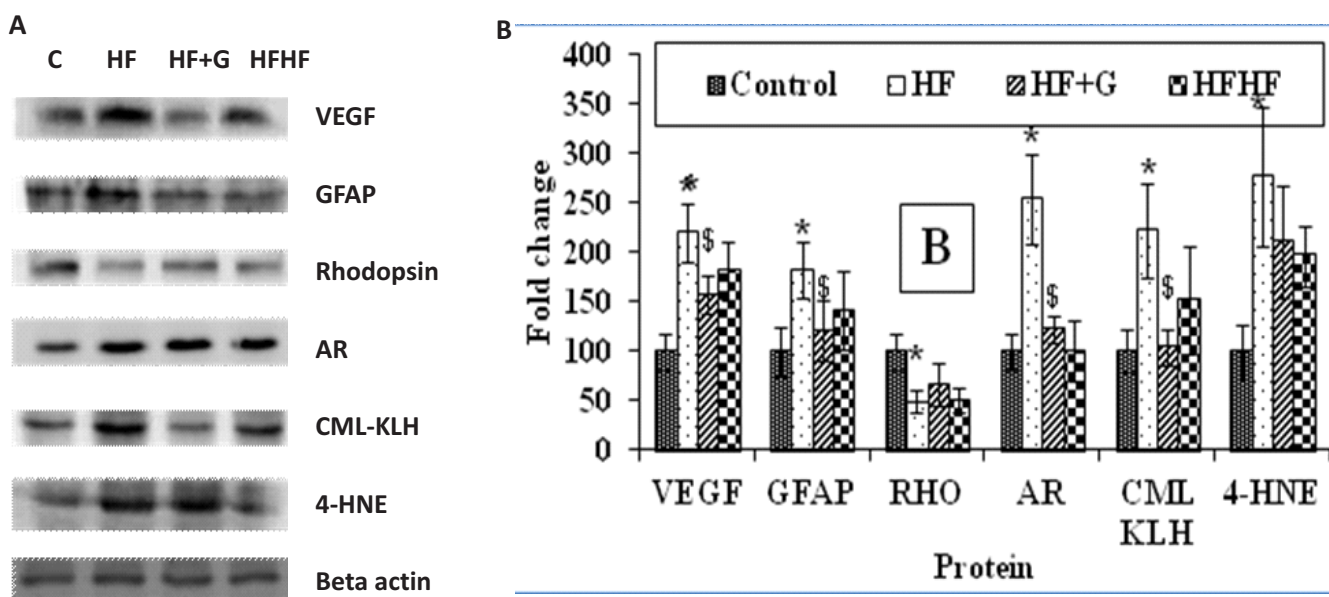 A
C HF HF+G HFHF
VEGF
GFAP
Rhodopsin
AR
CML-KLH
4-HNE
Beta actin
B
Control HF HF+G HFHF
400
350
300
250
200
150
100
50
0
Fold change
*
$
*
$
*
*
$
*
$
*
B
VEGF GFAP RHO AR CML KLH 4-HNE
Protein